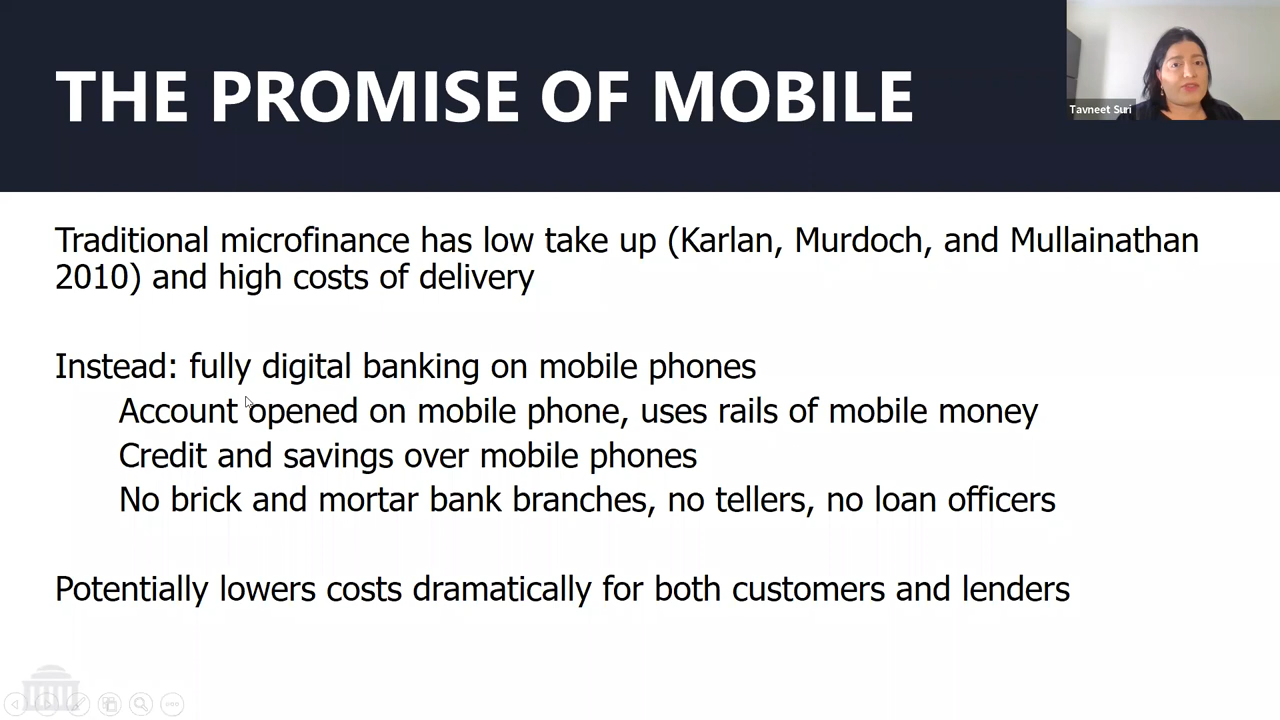 THE PROMISE OF MOBILE
Tavneet Suri
Traditional microfinance has low take up (Karlan, Murdoch, and Mullainathan
2010) and high costs of delivery
Instead: fully digital banking on mobile phones
Account opened on mobile phone, uses rails of mobile money
Credit and savings over mobile phones
No brick and mortar bank branches, no tellers, no loan officers
Potentially lowers costs dramatically for both customers and lenders